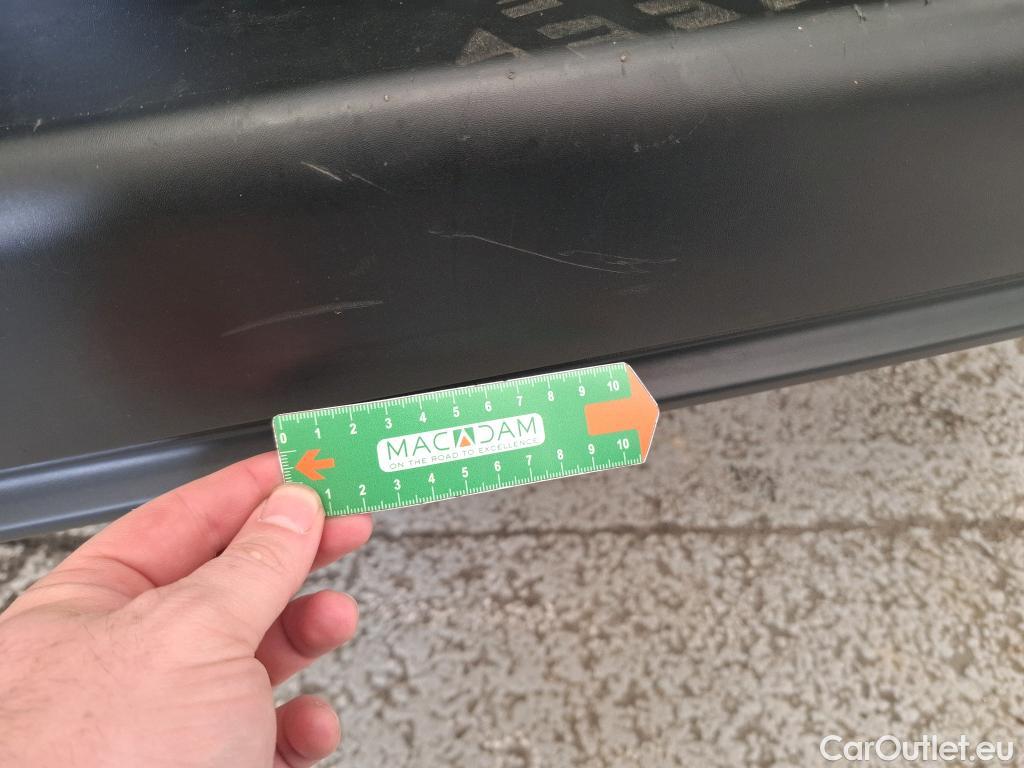 0 1 2 3 4 5 6 7 8 9 10
MACADAM
ON THE ROAD TO EXCELLENCE
1 2 3 4 5 6 7 8 9 10
CarOutlet.eu